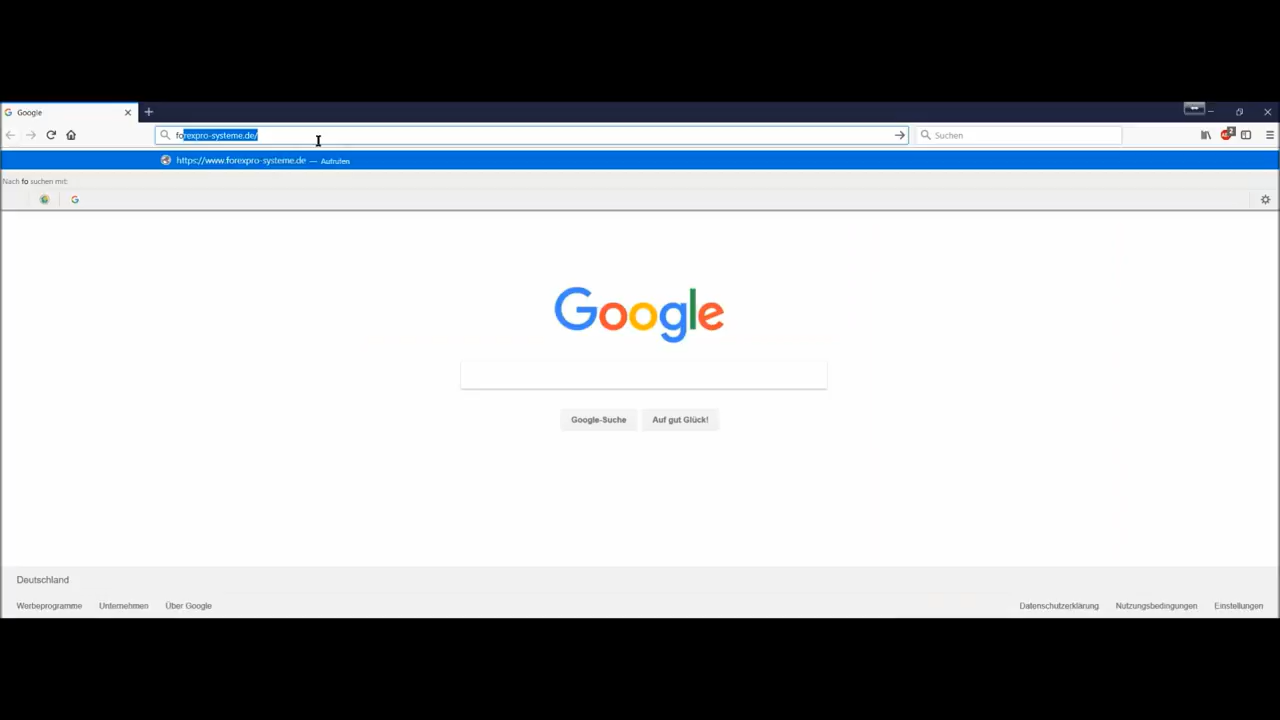 Google
forexpro-systeme.de/
Suchen
2
https://www.forexpro-systeme.de — Aufrufen
Nach fo suchen mit:
Google
Google-Suche
Auf gut Glück!
Deutschland
Werbeprogramme
Unternehmen
Über Google
Datenschutzerklärung
Nutzungsbedingungen
Einstellungen